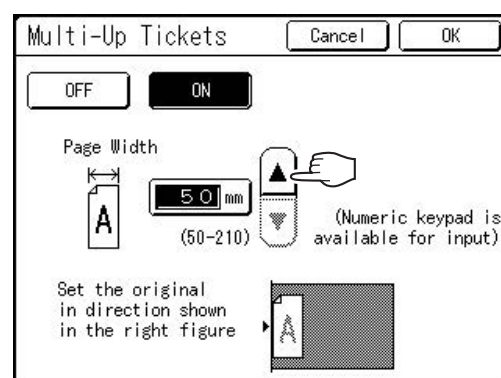 Multi-Up Tickets
Cancel
OK
OFF
ON
Page Width
A
50 mm
(50-210)
(Numeric keypad is
available for input)
Set the original
in direction shown
in the right figure
A